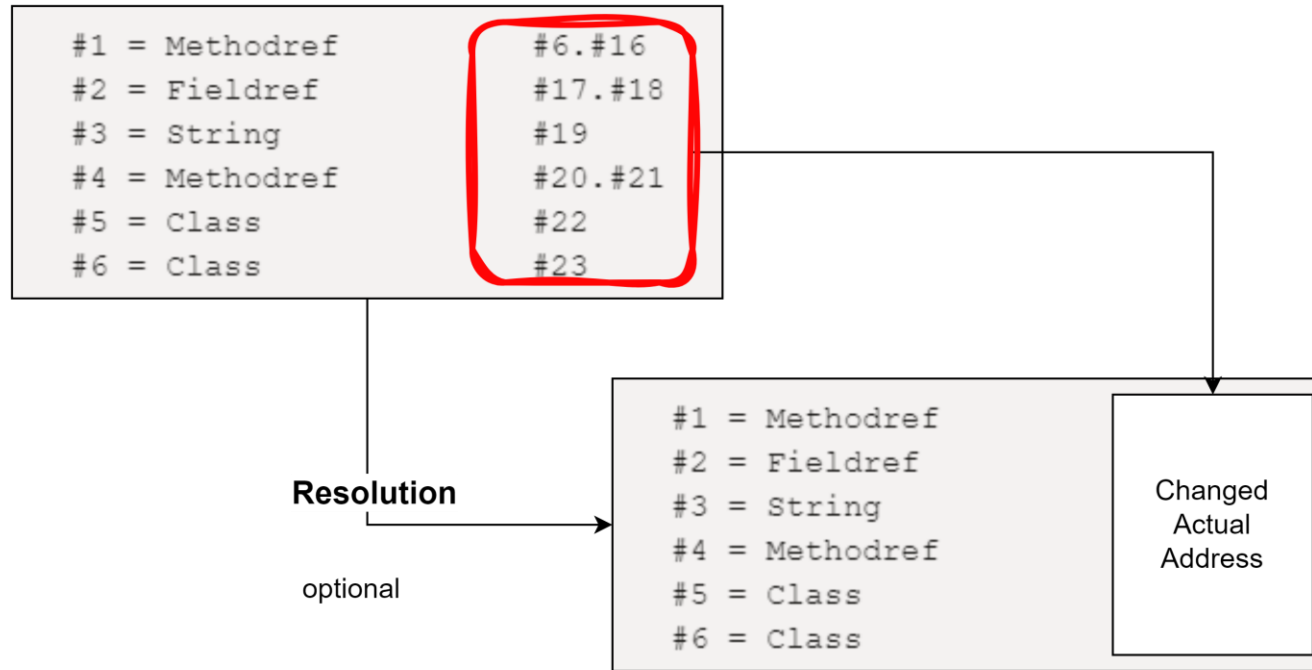 #1 = Methodref #6.#16
#2 = Fieldref #17.#18
#3 = String #19
#4 = Methodref #20.#21
#5 = Class #22
#6 = Class #23
Resolution
optional
#1 = Methodref
#2 = Fieldref
#3 = String
#4 = Methodref
#5 = Class
#6 = Class
Changed
Actual
Address